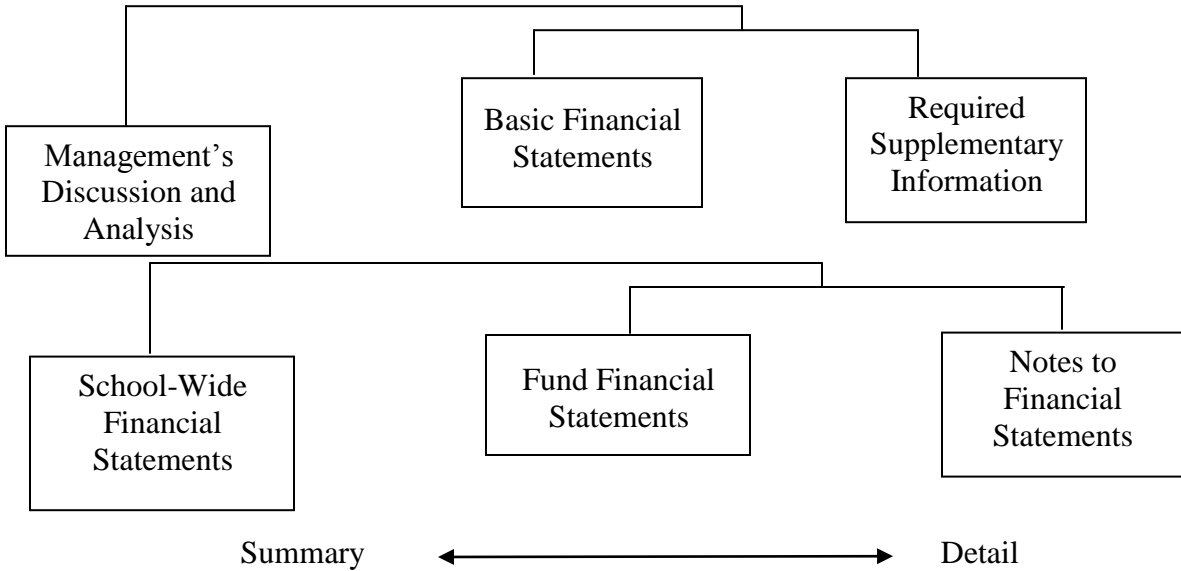 Management’s
Discussion and
Analysis
Basic Financial
Statements
Required
Supplementary
Information
School-Wide
Financial
Statements
Fund Financial
Statements
Notes to
Financial
Statements
Summary
Detail